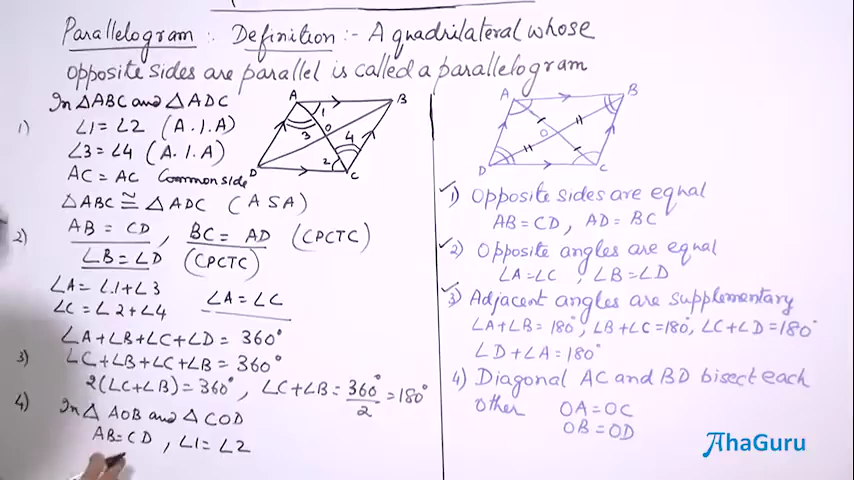 Parallelogram :- Definition :- A quadrilateral whose
opposite sides are parallel is called a parallelogram
In △ABC and △ADC
1) ∠1 = ∠2 (A.I.A)
∠3 = ∠4 (A.I.A)
AC = AC Common side
△ABC ≅ △ADC (ASA)
2) AB = CD, BC = AD (CPCTC)
∠B = ∠D (CPCTC)
∠A = ∠1+∠3
∠C = ∠2+∠4 ∠A = ∠C
∠A+∠B+∠C+∠D = 360°
3) ∠C+∠B+∠C+∠B = 360°
2(∠C+∠B) = 360°, ∠C+∠B = 360°/2 = 180°
4) In △AOB and △COD
AB=CD, ∠1 = ∠2
A B
1
O
3 4
2
D C
A B
O
D C
1) Opposite sides are equal
AB = CD, AD = BC
2) Opposite angles are equal
∠A = ∠C, ∠B = ∠D
3) Adjacent angles are supplementary
∠A+∠B = 180°, ∠B+∠C = 180°, ∠C+∠D = 180°
∠D+∠A = 180°
4) Diagonal AC and BD bisect each
other OA = OC
OB = OD
AhaGuru